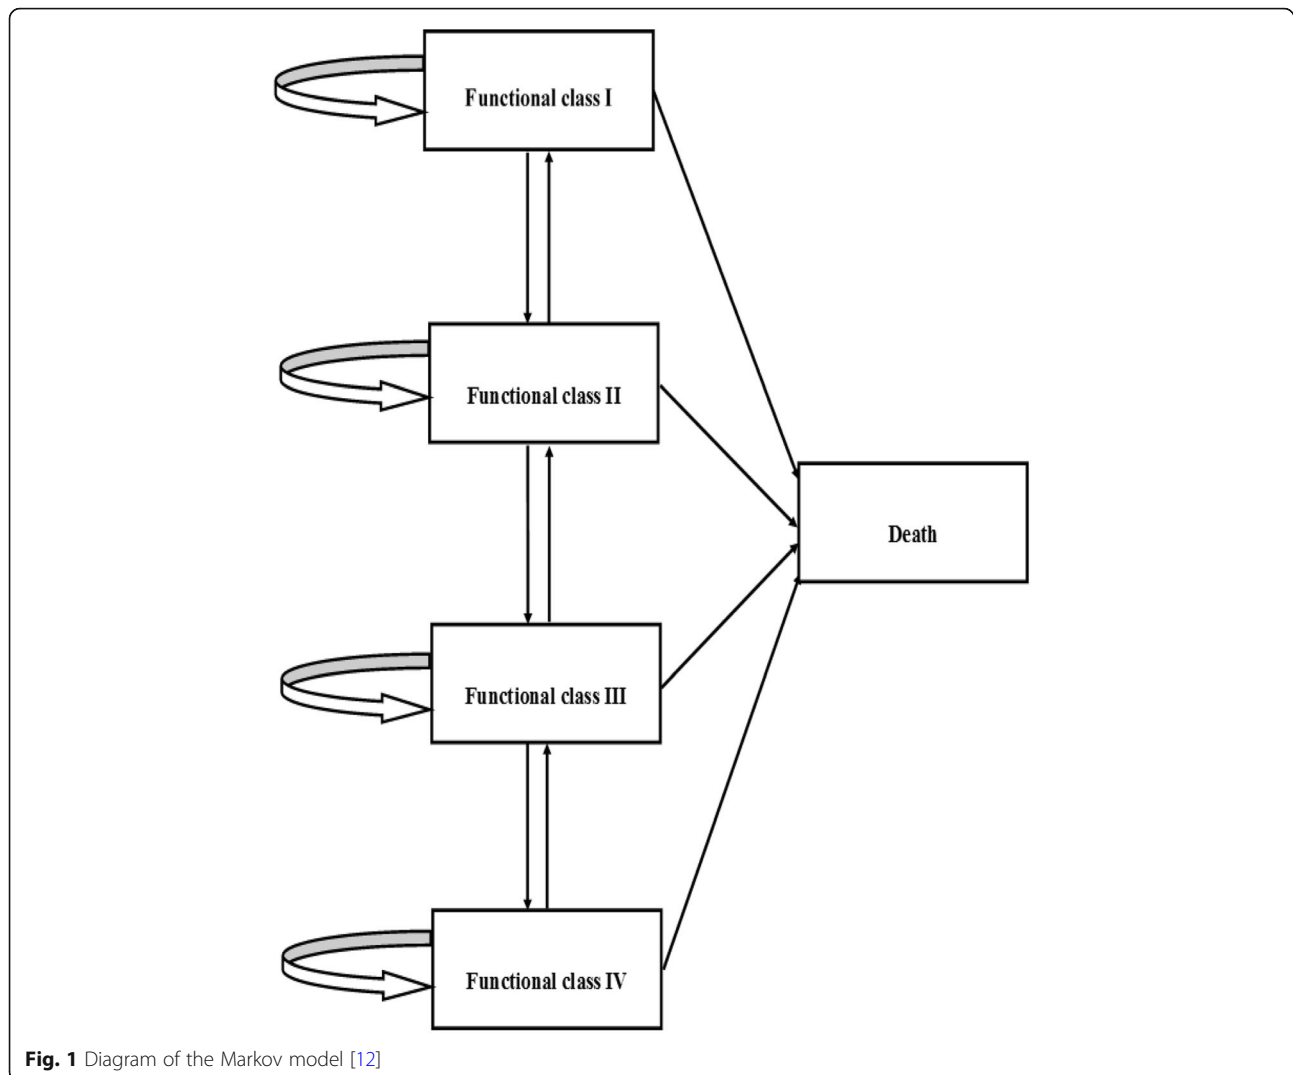 Functional class I
Functional class II
Death
Functional class III
Functional class IV
Fig. 1 Diagram of the Markov model [12]